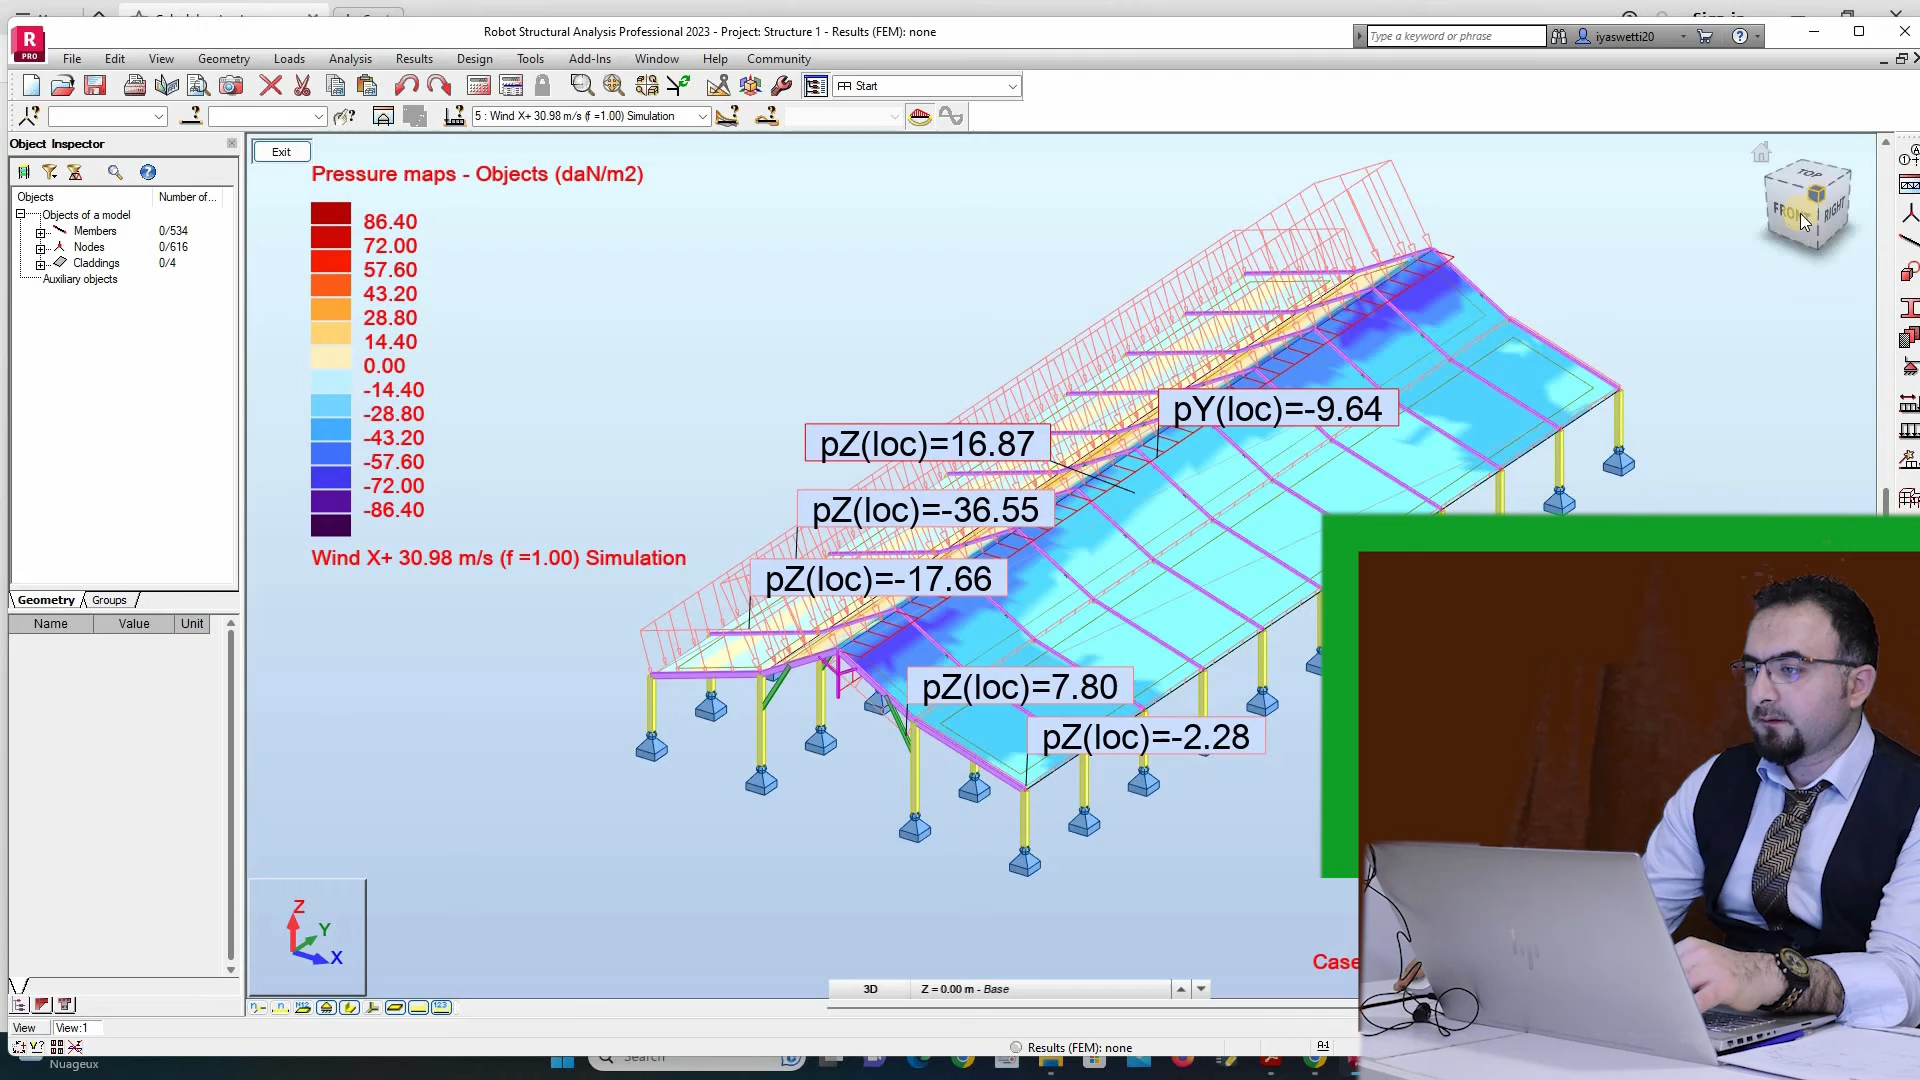 Robot Structural Analysis Professional 2023 - Project: Structure 1 - Results (FEM): none
Type a keyword or phrase
iyaswetti20
R
PRO
File Edit View Geometry Loads Analysis Results Design Tools Add-Ins Window Help Community
Start
5 : Wind X+ 30.98 m/s (f =1.00) Simulation
Object Inspector
Exit
Objects Number of...
Objects of a model
Members 0/534
Nodes 0/616
Claddings 0/4
Auxiliary objects
Geometry Groups
Name Value Unit
Pressure maps - Objects (daN/m2)
86.40
72.00
57.60
43.20
28.80
14.40
0.00
-14.40
-28.80
-43.20
-57.60
-72.00
-86.40
Wind X+ 30.98 m/s (f =1.00) Simulation
TOP
FRONT
RIGHT
pY(loc)=-9.64
pZ(loc)=16.87
pZ(loc)=-36.55
pZ(loc)=-17.66
pZ(loc)=7.80
pZ(loc)=-2.28
Z
Y
X
Case
3D Z = 0.00 m - Base
View View:1
Results (FEM): none
Nuageux
Search